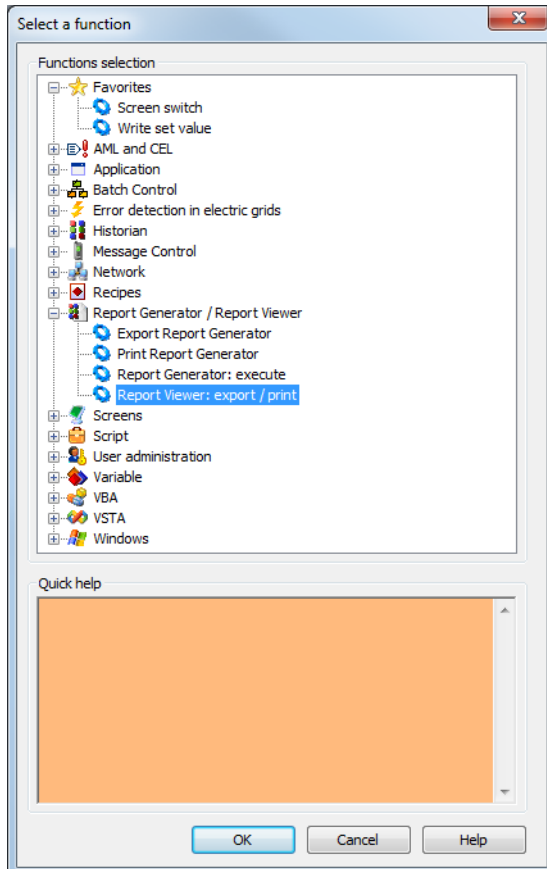 Select a function
Functions selection
Favorites
Screen switch
Write set value
AML and CEL
Application
Batch Control
Error detection in electric grids
Historian
Message Control
Network
Recipes
Report Generator / Report Viewer
Export Report Generator
Print Report Generator
Report Generator: execute
Report Viewer: export / print
Screens
Script
User administration
Variable
VBA
VSTA
Windows
Quick help
OK Cancel Help